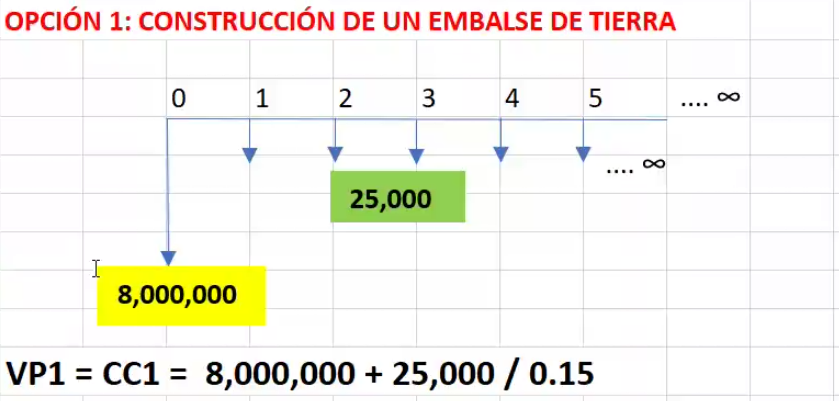 OPCIÓN 1: CONSTRUCCIÓN DE UN EMBALSE DE TIERRA
0 1 2 3 4 5 .... ∞
.... ∞
25,000
8,000,000
VP1 = CC1 = 8,000,000 + 25,000 / 0.15